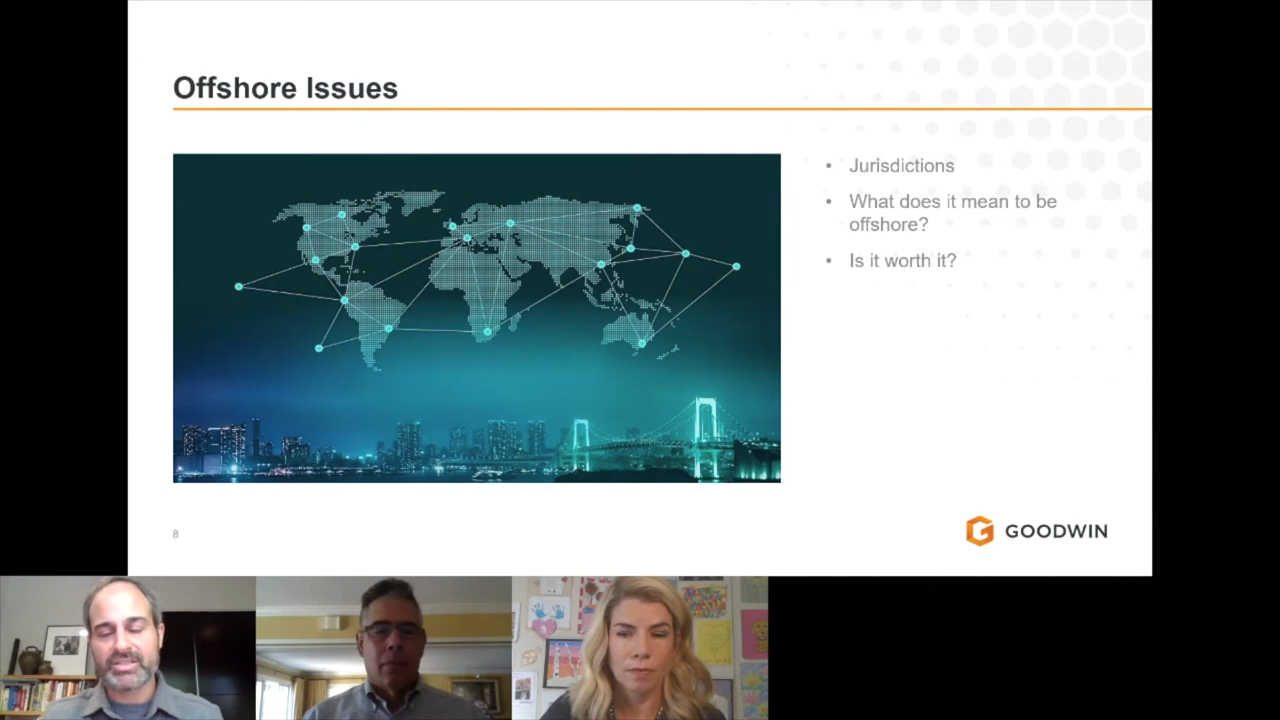 Offshore Issues
• Jurisdictions
• What does it mean to be
offshore?
• Is it worth it?
8
GOODWIN